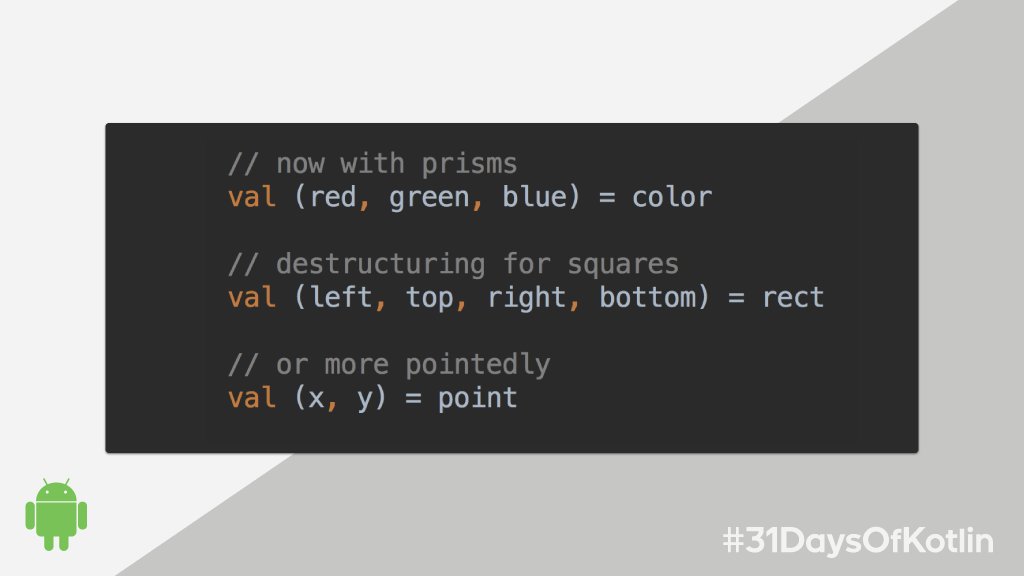 // now with prisms
val (red, green, blue) = color
// destructuring for squares
val (left, top, right, bottom) = rect
// or more pointedly
val (x, y) = point
#31DaysOfKotlin